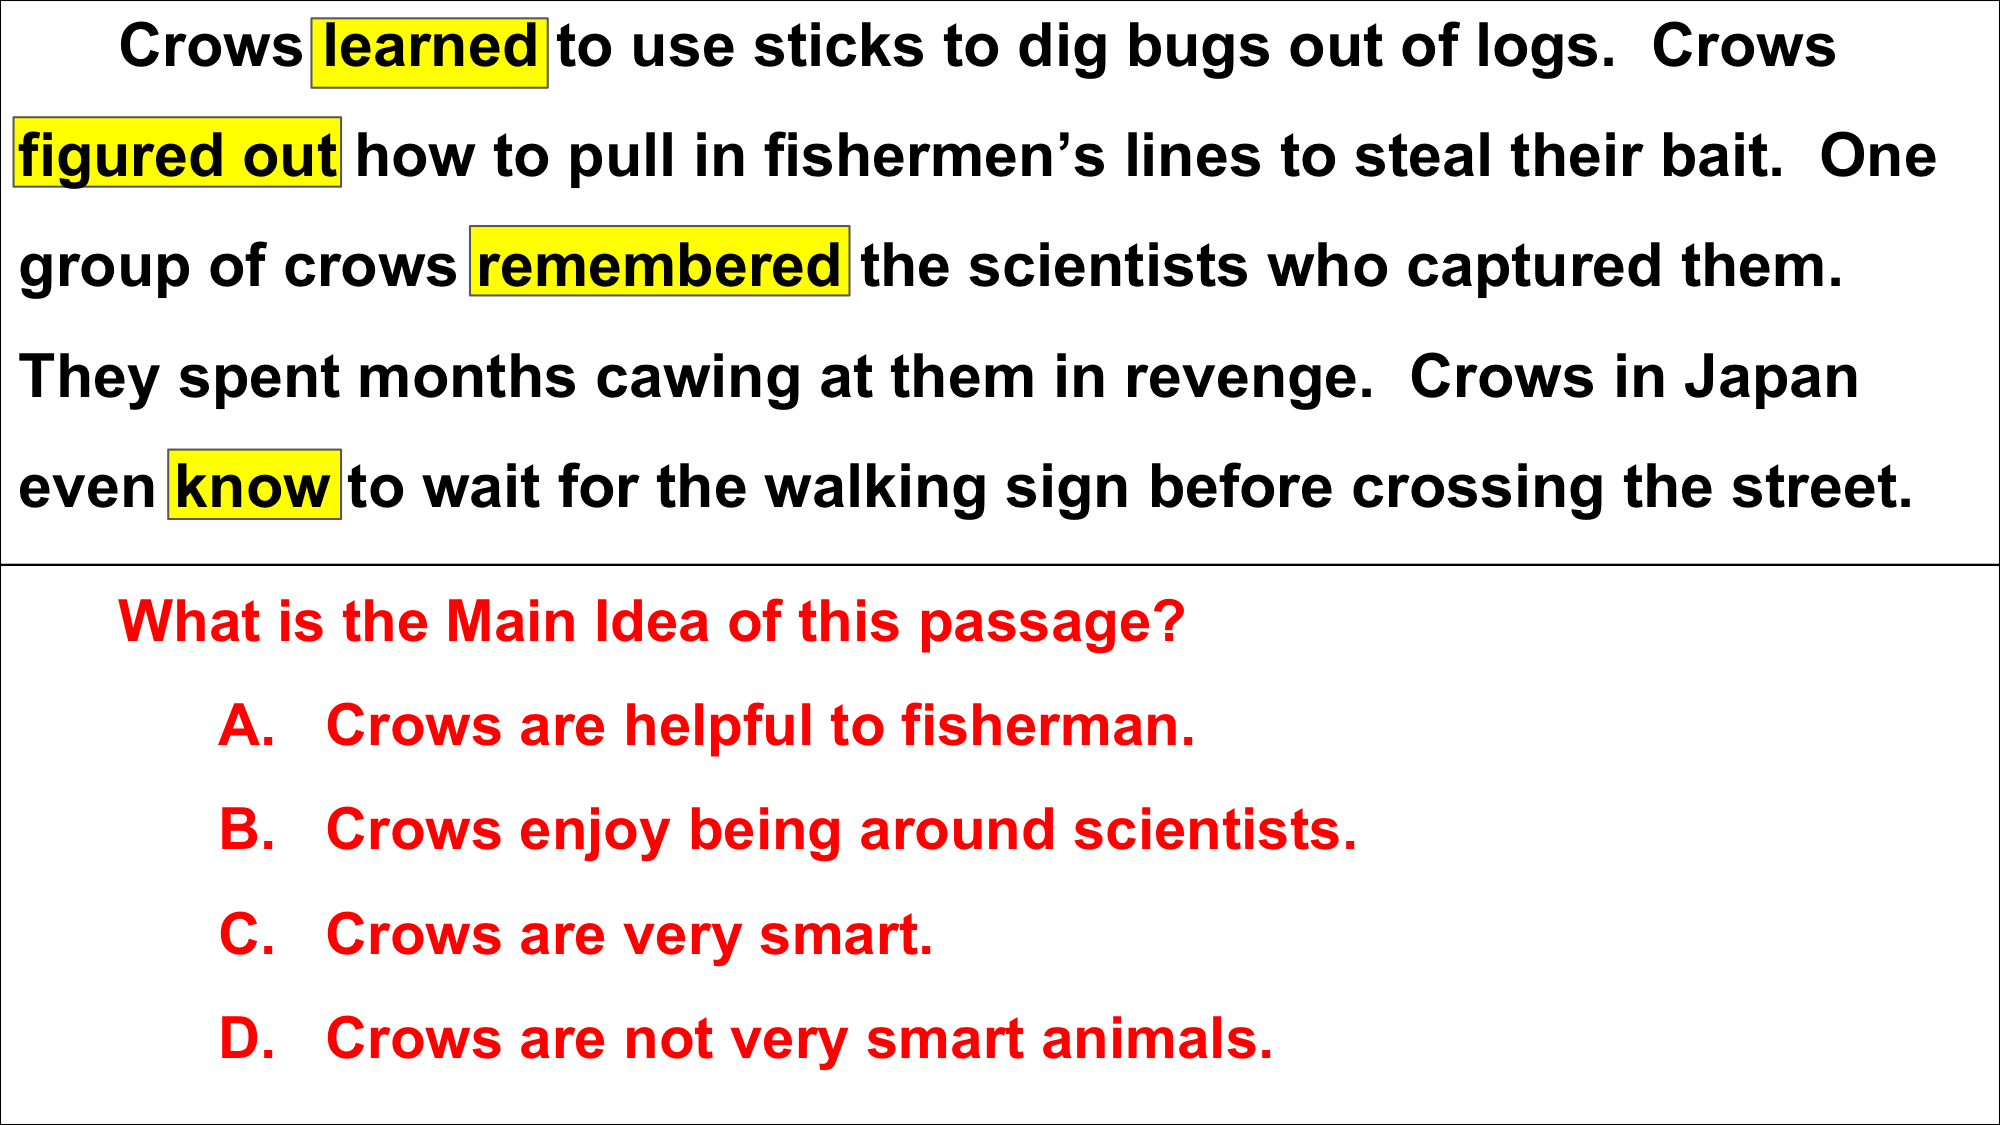 Crows learned to use sticks to dig bugs out of logs.  Crows
figured out how to pull in fishermen’s lines to steal their bait.  One
group of crows remembered the scientists who captured them.
They spent months cawing at them in revenge.  Crows in Japan
even know to wait for the walking sign before crossing the street.
What is the Main Idea of this passage?
A. Crows are helpful to fisherman.
B. Crows enjoy being around scientists.
C. Crows are very smart.
D. Crows are not very smart animals.